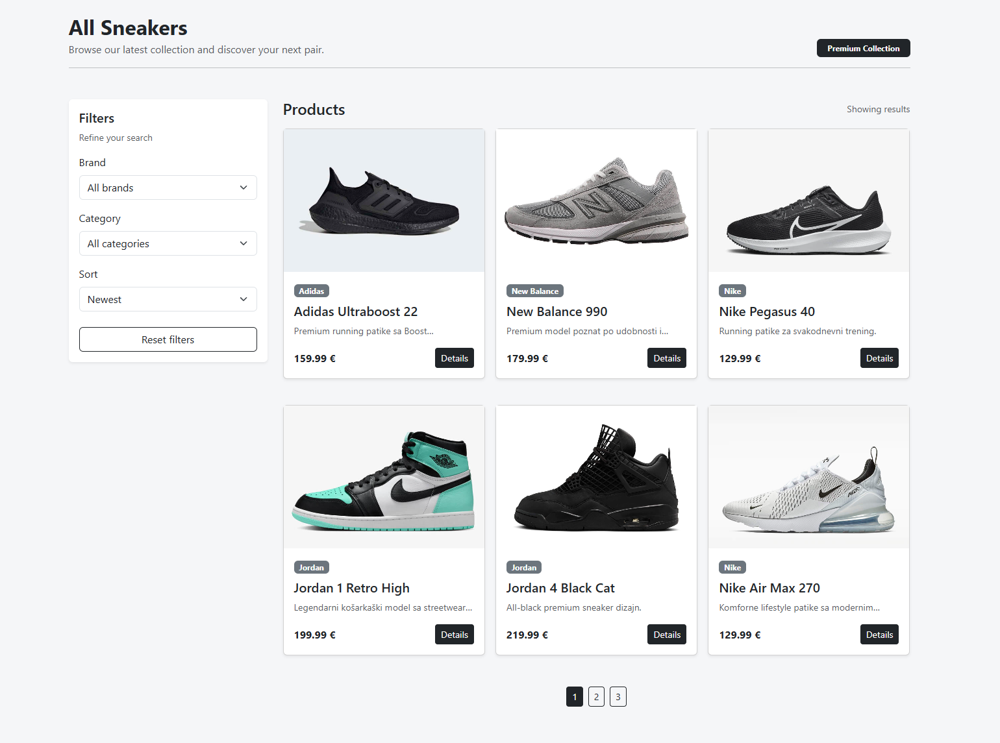 All Sneakers
Browse our latest collection and discover your next pair.
Premium Collection
Filters
Refine your search
Brand
All brands
Category
All categories
Sort
Newest
Reset filters
Products
Showing results
Adidas
Adidas Ultraboost 22
Premium running patike sa Boost...
159.99 €
Details
New Balance
New Balance 990
Premium model poznat po udobnosti i...
179.99 €
Details
Nike
Nike Pegasus 40
Running patike za svakodnevni trening.
129.99 €
Details
Jordan
Jordan 1 Retro High
Legendarni košarkaški model sa streetwear...
199.99 €
Details
Jordan
Jordan 4 Black Cat
All-black premium sneaker dizajn.
219.99 €
Details
Nike
Nike Air Max 270
Komforne lifestyle patike sa modernim...
129.99 €
Details
1
2
3